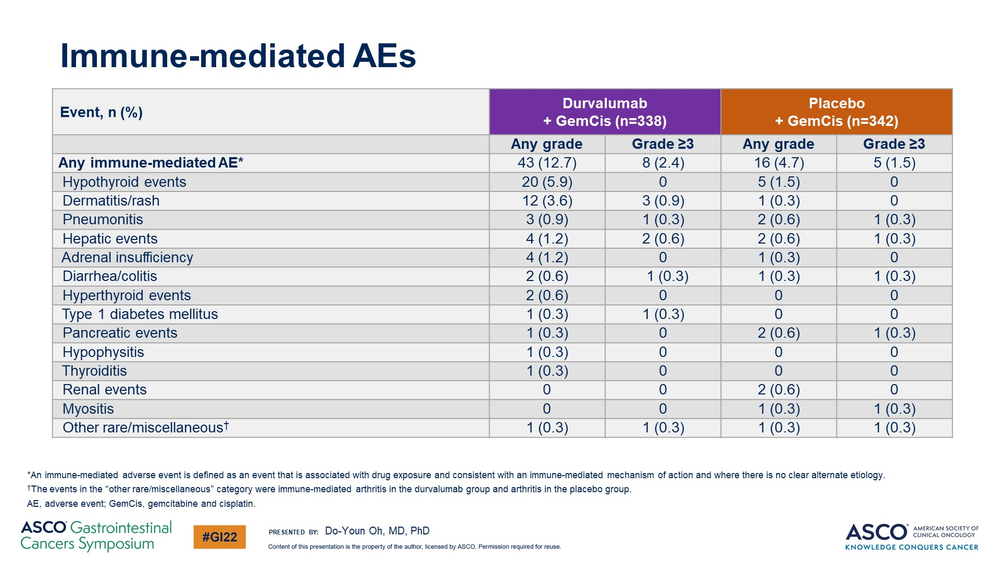 Immune-mediated AEs
Event, n (%)
Durvalumab
+ GemCis (n=338)
Placebo
+ GemCis (n=342)
Any grade Grade ≥3 Any grade Grade ≥3
Any immune-mediated AE* 43 (12.7) 8 (2.4) 16 (4.7) 5 (1.5)
Hypothyroid events 20 (5.9) 0 5 (1.5) 0
Dermatitis/rash 12 (3.6) 3 (0.9) 1 (0.3) 0
Pneumonitis 3 (0.9) 1 (0.3) 2 (0.6) 1 (0.3)
Hepatic events 4 (1.2) 2 (0.6) 2 (0.6) 1 (0.3)
Adrenal insufficiency 4 (1.2) 0 1 (0.3) 0
Diarrhea/colitis 2 (0.6) 1 (0.3) 1 (0.3) 1 (0.3)
Hyperthyroid events 2 (0.6) 0 0 0
Type 1 diabetes mellitus 1 (0.3) 1 (0.3) 0 0
Pancreatic events 1 (0.3) 0 2 (0.6) 1 (0.3)
Hypophysitis 1 (0.3) 0 0 0
Thyroiditis 1 (0.3) 0 0 0
Renal events 0 0 2 (0.6) 0
Myositis 0 0 1 (0.3) 1 (0.3)
Other rare/miscellaneous† 1 (0.3) 1 (0.3) 1 (0.3) 1 (0.3)
*An immune-mediated adverse event is defined as an event that is associated with drug exposure and consistent with an immune-mediated mechanism of action and where there is no clear alternate etiology.
†The events in the “other rare/miscellaneous” category were immune-mediated arthritis in the durvalumab group and arthritis in the placebo group.
AE, adverse event; GemCis, gemcitabine and cisplatin.
ASCO Gastrointestinal
Cancers Symposium
#GI22
PRESENTED BY: Do-Youn Oh, MD, PhD
Content of this presentation is the property of the author, licensed by ASCO. Permission required for reuse.
ASCO AMERICAN SOCIETY OF
CLINICAL ONCOLOGY
KNOWLEDGE CONQUERS CANCER